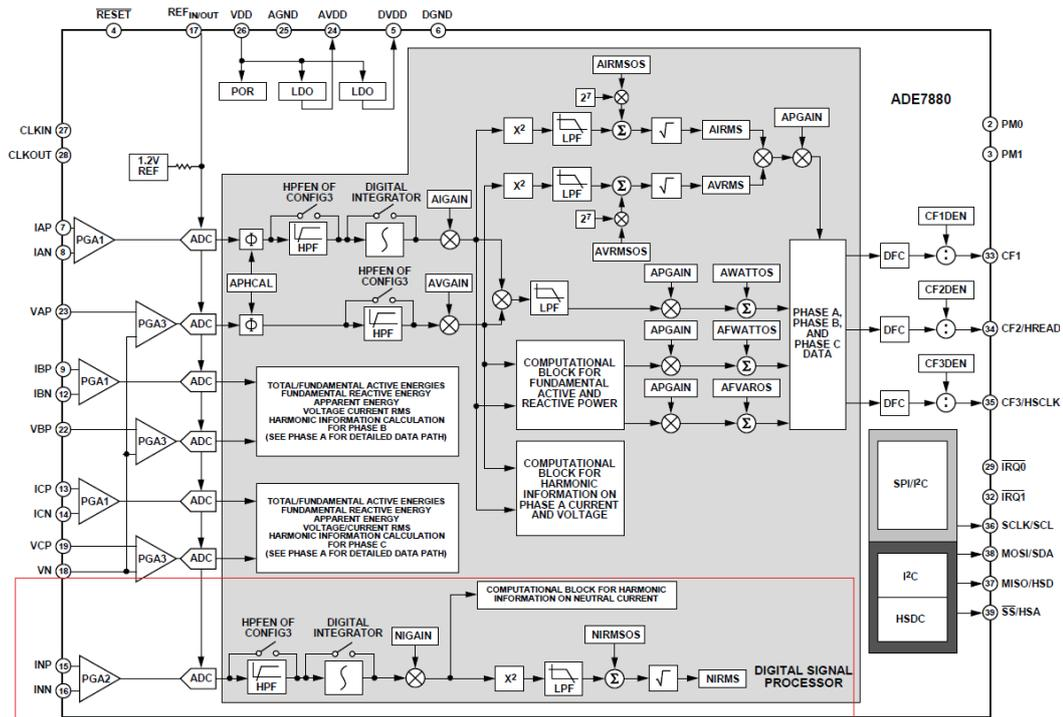 RESET
4
REFIN/OUT
17
VDD
26
AGND
25
AVDD
24
DVDD
5
DGND
6
POR
LDO
LDO
AIRMSOS
2⁷
ADE7880
X²
LPF
Σ
√
AIRMS
APGAIN
CLKIN
27
CLKOUT
28
2
PM0
3
PM1
1.2V
REF
X²
LPF
Σ
√
AVRMS
2⁷
AVRMSOS
HPFEN OF
CONFIG3
DIGITAL
INTEGRATOR
AIGAIN
IAP
7
IAN
8
PGA1
ADC
Φ
HPF
∫
CF1DEN
DFC
:
33
CF1
APHCAL
HPFEN OF
CONFIG3
AVGAIN
VAP
23
PGA3
ADC
Φ
HPF
LPF
APGAIN
AWATTOS
Σ
PHASE A,
PHASE B,
AND
PHASE C
DATA
CF2DEN
DFC
:
34
CF2/HREAD
COMPUTATIONAL
BLOCK FOR
FUNDAMENTAL
ACTIVE AND
REACTIVE POWER
APGAIN
AFWATTOS
Σ
APGAIN
AFVAROS
Σ
CF3DEN
DFC
:
35
CF3/HSCLK
IBP
9
IBN
12
PGA1
ADC
VBP
22
PGA3
ADC
TOTAL/FUNDAMENTAL ACTIVE ENERGIES
FUNDAMENTAL REACTIVE ENERGY
APPARENT ENERGY
VOLTAGE CURRENT RMS
HARMONIC INFORMATION CALCULATION
FOR PHASE B
(SEE PHASE A FOR DETAILED DATA PATH)
COMPUTATIONAL
BLOCK FOR
HARMONIC
INFORMATION ON
PHASE A CURRENT
AND VOLTAGE
SPI/I²C
29
IRQ0
32
IRQ1
36
SCLK/SCL
ICP
13
ICN
14
PGA1
ADC
VCP
19
VN
18
PGA3
ADC
TOTAL/FUNDAMENTAL ACTIVE ENERGIES
FUNDAMENTAL REACTIVE ENERGY
APPARENT ENERGY
VOLTAGE/CURRENT RMS
HARMONIC INFORMATION CALCULATION
FOR PHASE C
(SEE PHASE A FOR DETAILED DATA PATH)
I²C
HSDC
38
MOSI/SDA
37
MISO/HSD
39
SS/HSA
COMPUTATIONAL BLOCK FOR HARMONIC
INFORMATION ON NEUTRAL CURRENT
HPFEN OF
CONFIG3
DIGITAL
INTEGRATOR
NIGAIN
NIRMSOS
INP
15
INN
16
PGA2
ADC
HPF
∫
X²
LPF
Σ
√
NIRMS
DIGITAL SIGNAL
PROCESSOR